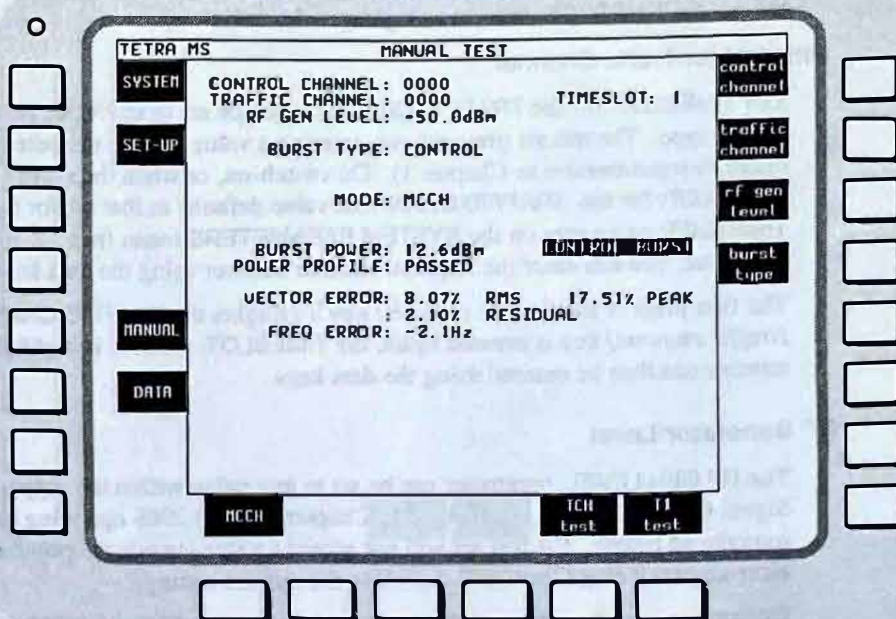 TETRA MS
MANUAL TEST
SYSTEM
SET-UP
MANUAL
DATA
CONTROL CHANNEL: 0000
TRAFFIC CHANNEL: 0000
TIMESLOT: 1
RF GEN LEVEL: -50.0dBm
BURST TYPE: CONTROL
MODE: MCCH
BURST POWER: 12.6dBm
CONTROL BURST
POWER PROFILE: PASSED
VECTOR ERROR: 8.07% RMS 17.51% PEAK
2.10% RESIDUAL
FREQ ERROR: -2.1Hz
control
channel
traffic
channel
rf gen
level
burst
type
MCCH
TCH
test
T1
test